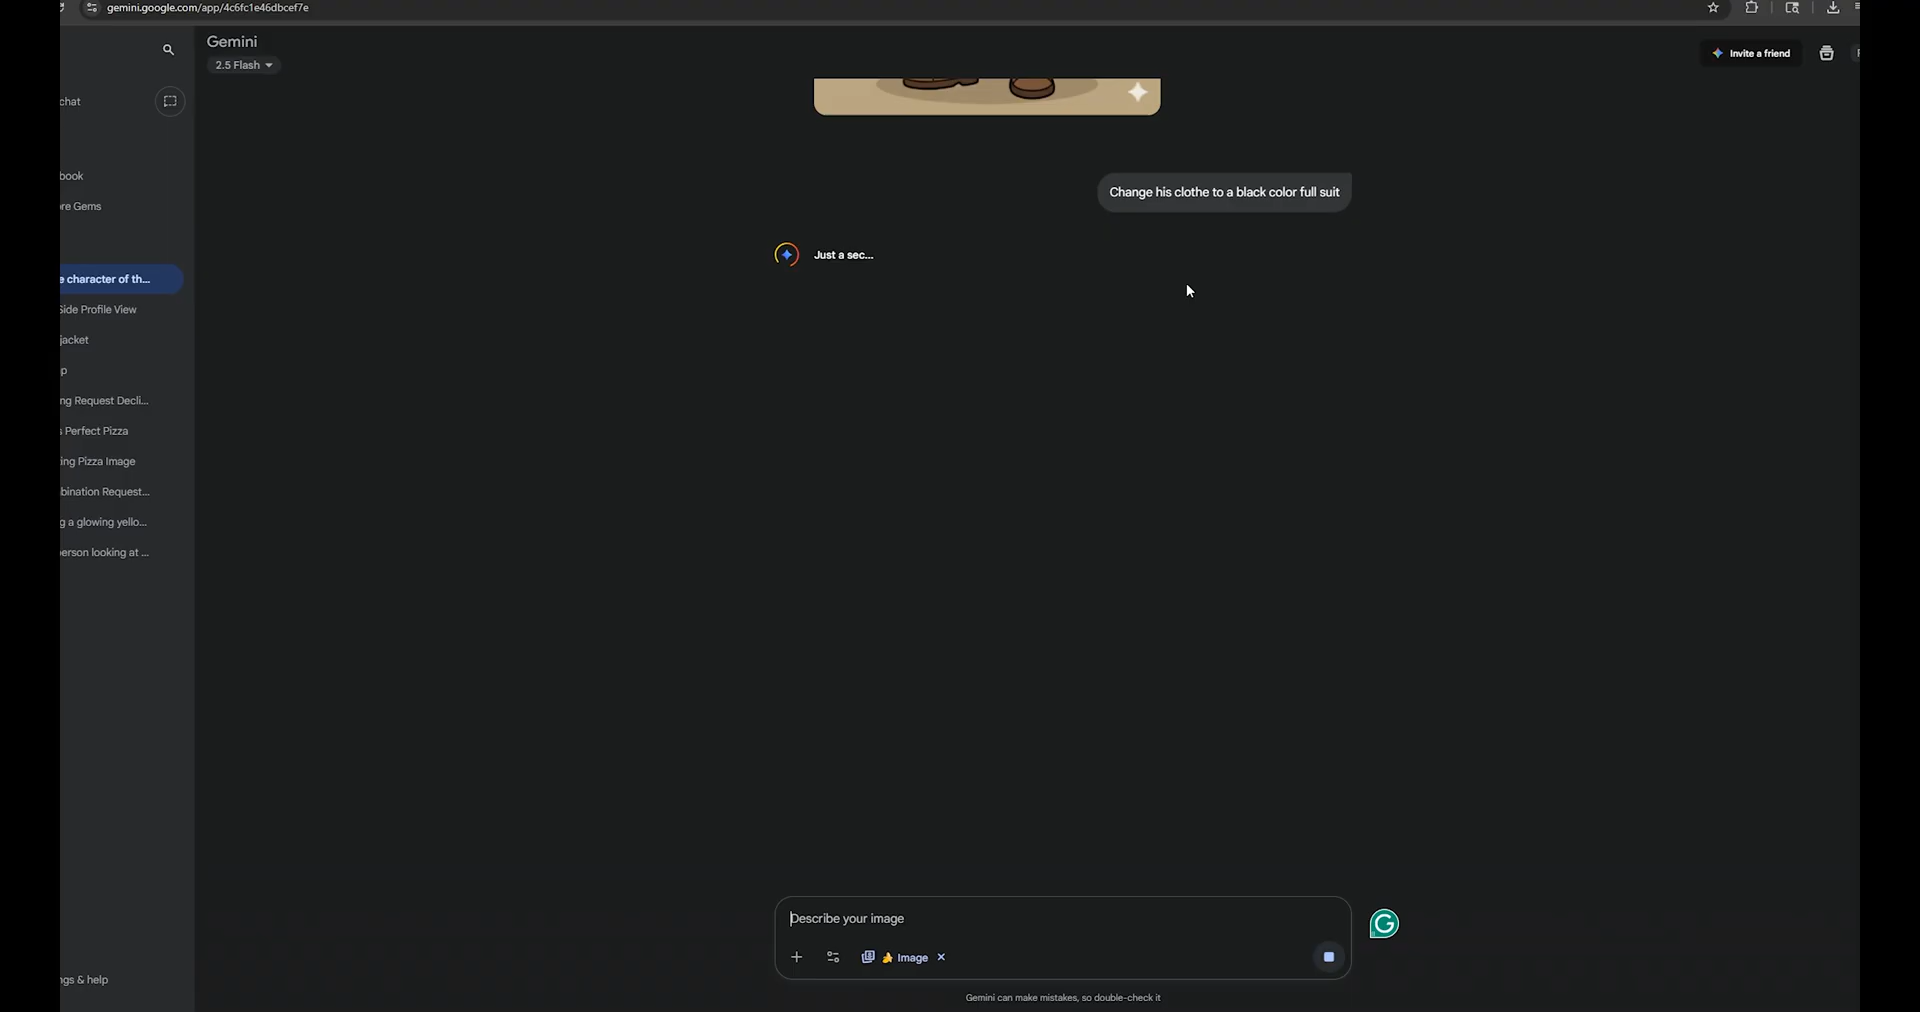 gemini.google.com/app/4c6fc1e46dbcef7e
Gemini
2.5 Flash
Invite a friend
chat
book
re Gems
e character of th...
Side Profile View
jacket
p
ng Request Decli...
s Perfect Pizza
ing Pizza Image
bination Request...
g a glowing yello...
erson looking at ...
ngs & help
Change his clothe to a black color full suit
Just a sec...
Describe your image
Image
Gemini can make mistakes, so double-check it